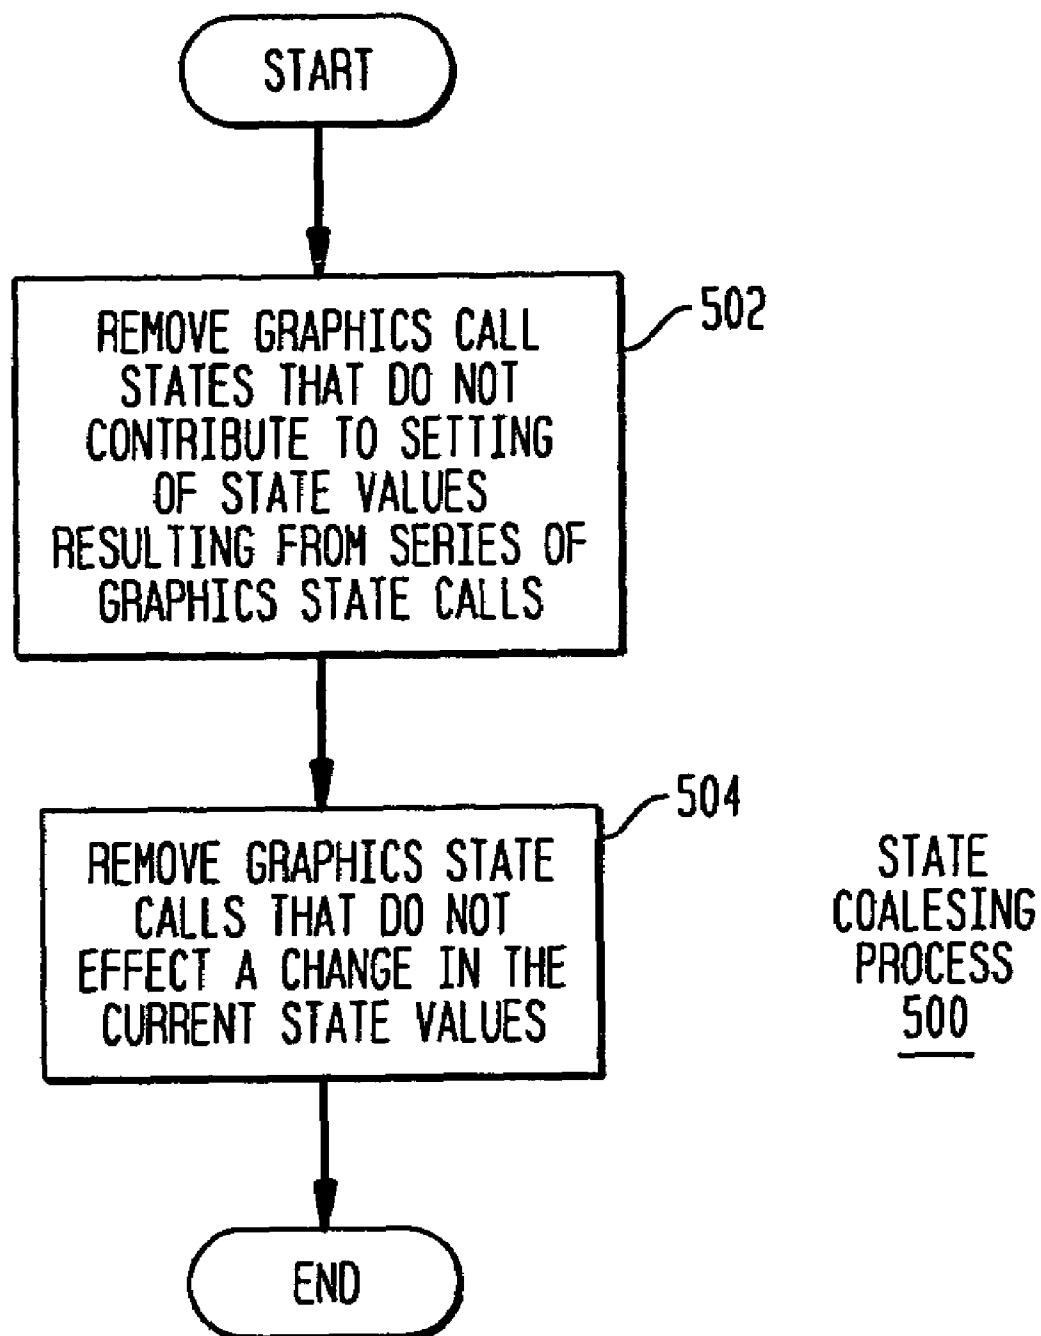 START
REMOVE GRAPHICS CALL
STATES THAT DO NOT
CONTRIBUTE TO SETTING
OF STATE VALUES
RESULTING FROM SERIES OF
GRAPHICS STATE CALLS
502
REMOVE GRAPHICS STATE
CALLS THAT DO NOT
EFFECT A CHANGE IN THE
CURRENT STATE VALUES
504
STATE
COALESING
PROCESS
500
END